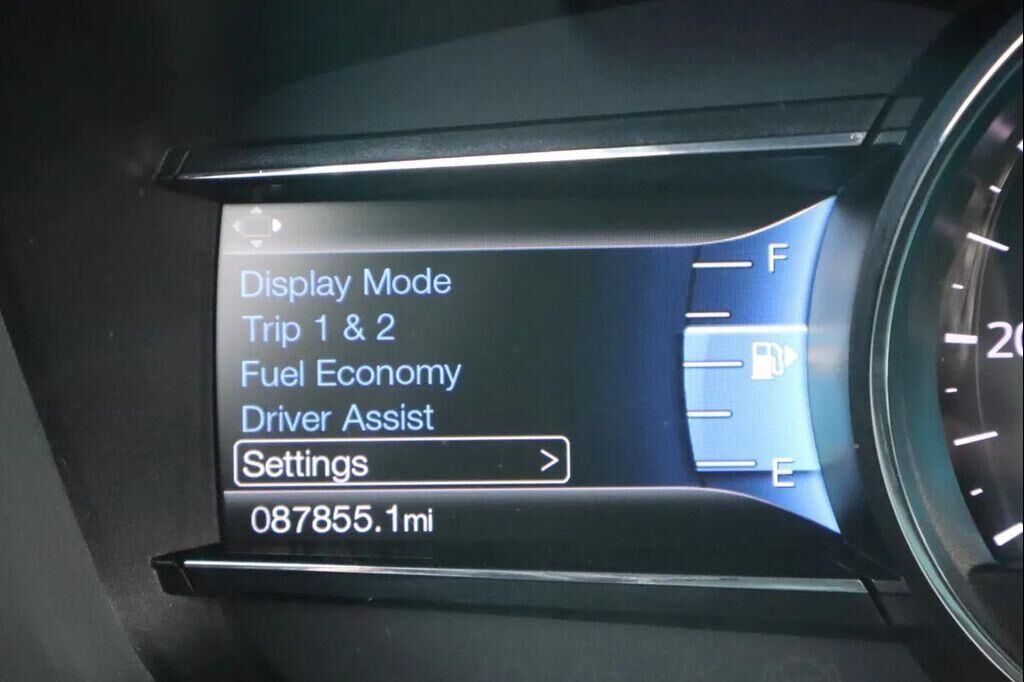 Display Mode
Trip 1 & 2
Fuel Economy
Driver Assist
Settings >
087855.1mi
F
E